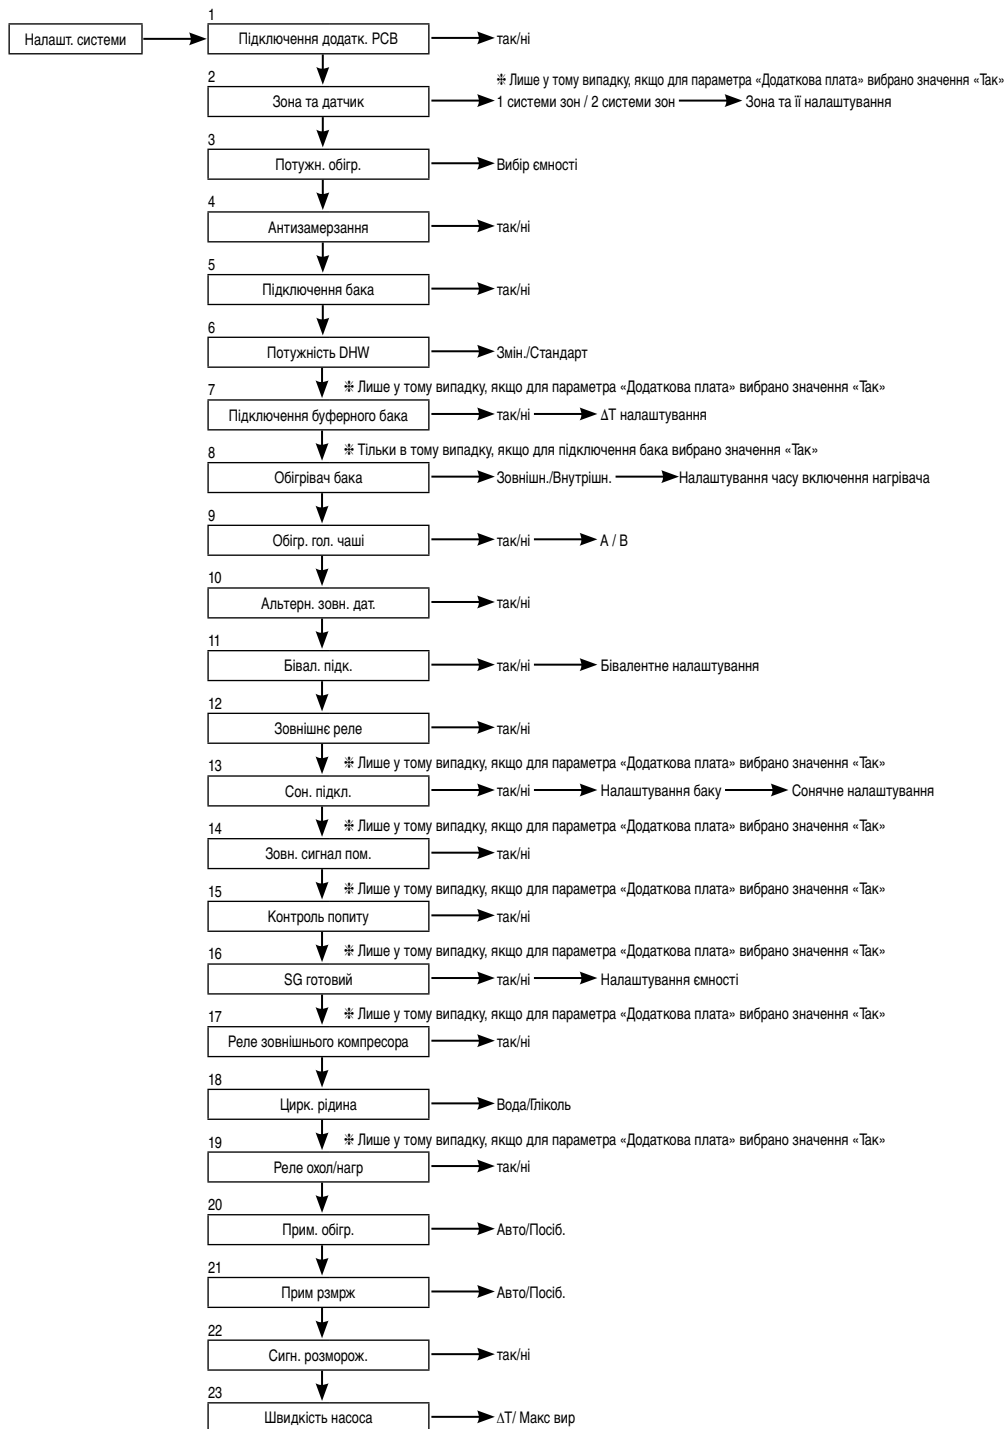 1
Налашт. системи
Підключення додатк. PCB
так/ні
2
❉ Лише у тому випадку, якщо для параметра «Додаткова плата» вибрано значення «Так»
Зона та датчик
1 системи зон / 2 системи зон
Зона та її налаштування
3
Потужн. обігр.
Вибір ємності
4
Антизамерзання
так/ні
5
Підключення бака
так/ні
6
Потужність DHW
Змін./Стандарт
7
❉ Лише у тому випадку, якщо для параметра «Додаткова плата» вибрано значення «Так»
Підключення буферного бака
так/ні
ΔT налаштування
8
❉ Тільки в тому випадку, якщо для підключення бака вибрано значення «Так»
Обігрівач бака
Зовнішн./Внутрішн.
Налаштування часу включення нагрівача
9
Обігр. гол. чаші
так/ні
A / B
10
Альтерн. зовн. дат.
так/ні
11
Бівал. підк.
так/ні
Бівалентне налаштування
12
Зовнішнє реле
так/ні
13
❉ Лише у тому випадку, якщо для параметра «Додаткова плата» вибрано значення «Так»
Сон. підкл.
так/ні
Налаштування баку
Сонячне налаштування
14
❉ Лише у тому випадку, якщо для параметра «Додаткова плата» вибрано значення «Так»
Зовн. сигнал пом.
так/ні
15
❉ Лише у тому випадку, якщо для параметра «Додаткова плата» вибрано значення «Так»
Контроль попиту
так/ні
16
❉ Лише у тому випадку, якщо для параметра «Додаткова плата» вибрано значення «Так»
SG готовий
так/ні
Налаштування ємності
17
❉ Лише у тому випадку, якщо для параметра «Додаткова плата» вибрано значення «Так»
Реле зовнішнього компресора
так/ні
18
Цирк. рідина
Вода/Гліколь
19
❉ Лише у тому випадку, якщо для параметра «Додаткова плата» вибрано значення «Так»
Реле охол/нагр
так/ні
20
Прим. обігр.
Авто/Посіб.
21
Прим рзмрж
Авто/Посіб.
22
Сигн. розморож.
так/ні
23
Швидкість насоса
ΔT/ Макс вир